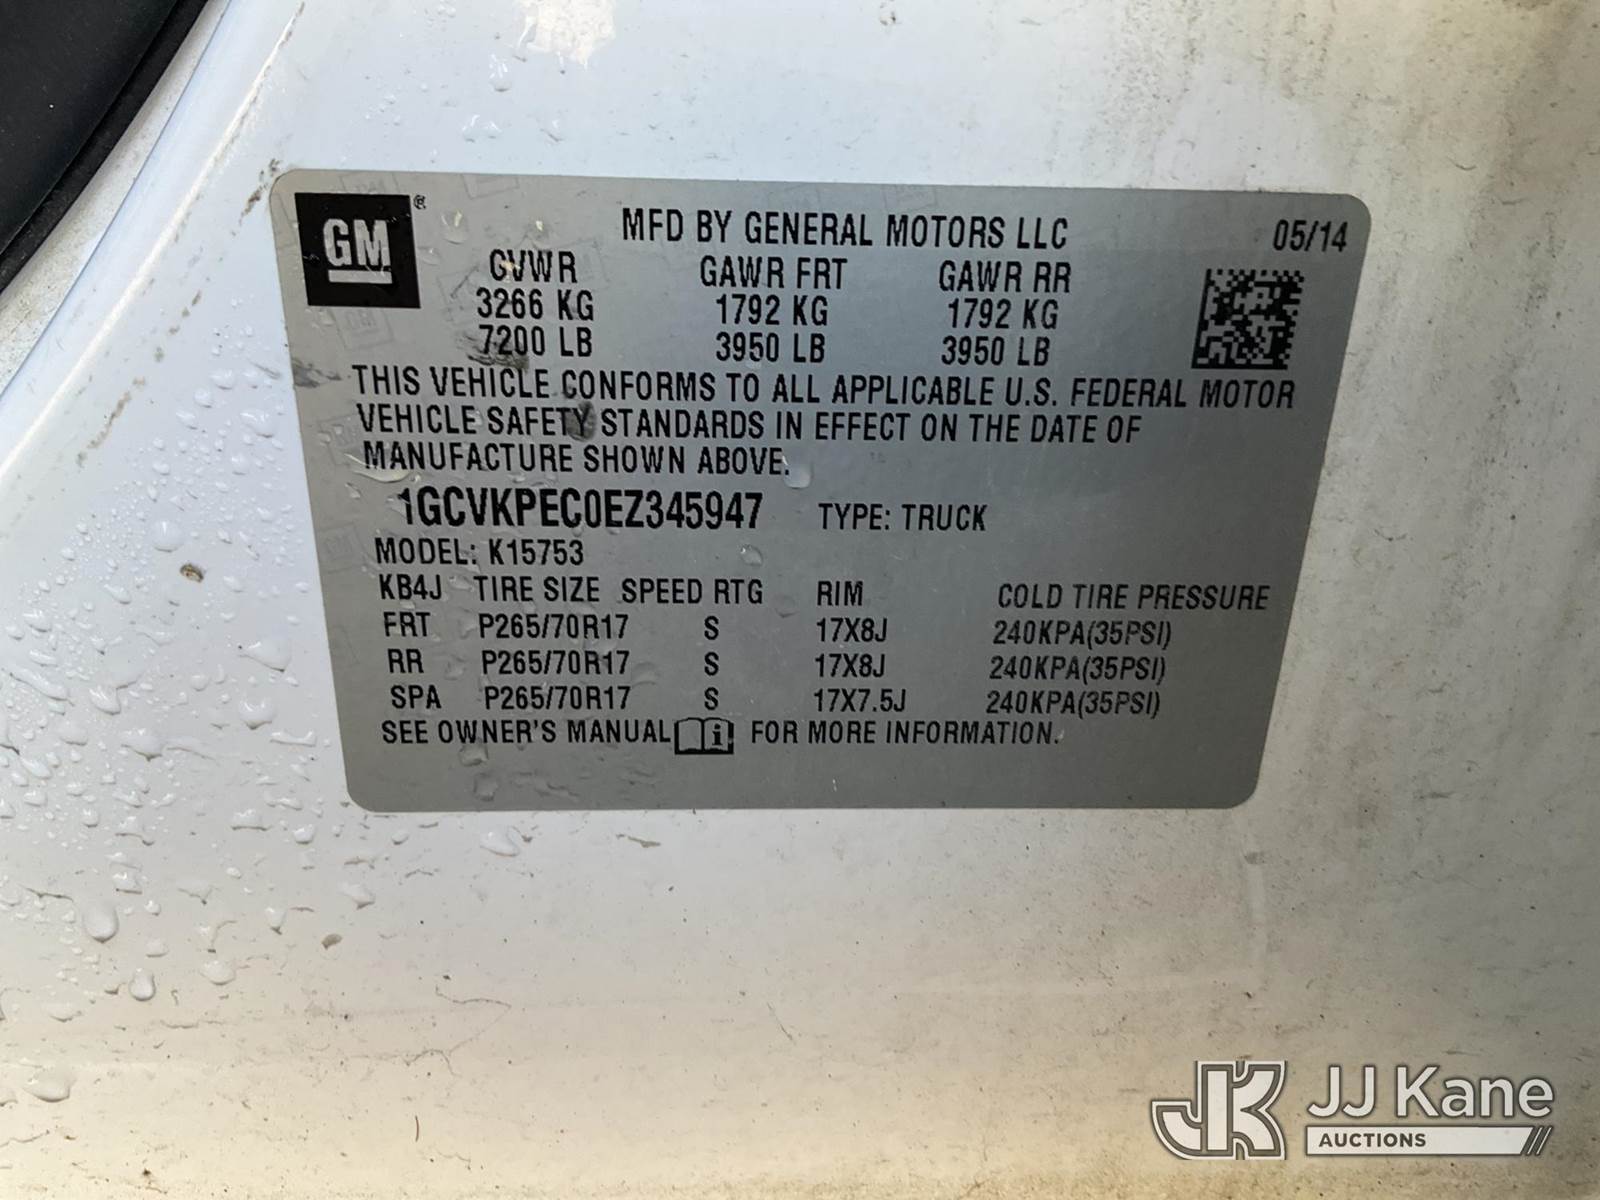 GM ®
MFD BY GENERAL MOTORS LLC 05/14
GVWR GAWR FRT GAWR RR
3266 KG 1792 KG 1792 KG
7200 LB 3950 LB 3950 LB
THIS VEHICLE CONFORMS TO ALL APPLICABLE U.S. FEDERAL MOTOR
VEHICLE SAFETY STANDARDS IN EFFECT ON THE DATE OF
MANUFACTURE SHOWN ABOVE.
1GCVKPEC0EZ345947 TYPE: TRUCK
MODEL: K15753
KB4J TIRE SIZE SPEED RTG RIM COLD TIRE PRESSURE
FRT P265/70R17 S 17X8J 240KPA(35PSI)
RR P265/70R17 S 17X8J 240KPA(35PSI)
SPA P265/70R17 S 17X7.5J 240KPA(35PSI)
SEE OWNER'S MANUAL i FOR MORE INFORMATION.
JK JJ Kane
AUCTIONS